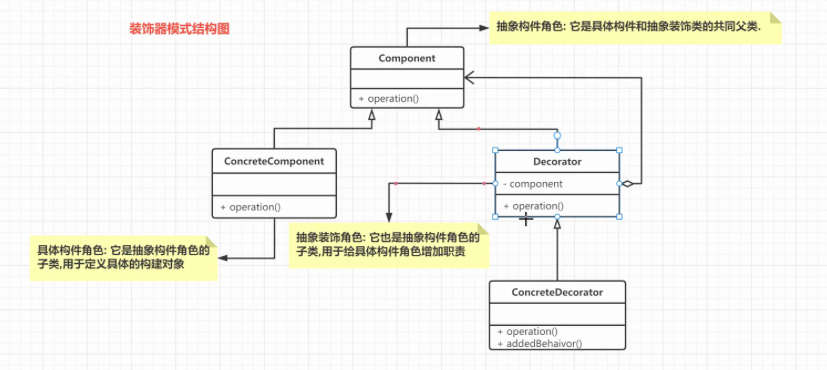 装饰器模式结构图
抽象构件角色: 它是具体构件和抽象装饰类的共同父类.
Component
+ operation()
ConcreteComponent
+ operation()
Decorator
- component
+ operation()
具体构件角色: 它是抽象构件角色的
子类,用于定义具体的构建对象
抽象装饰角色: 它也是抽象构件角色的
子类,用于给具体构件角色增加职责
ConcreteDecorator
+ operation()
+ addedBehaivor()